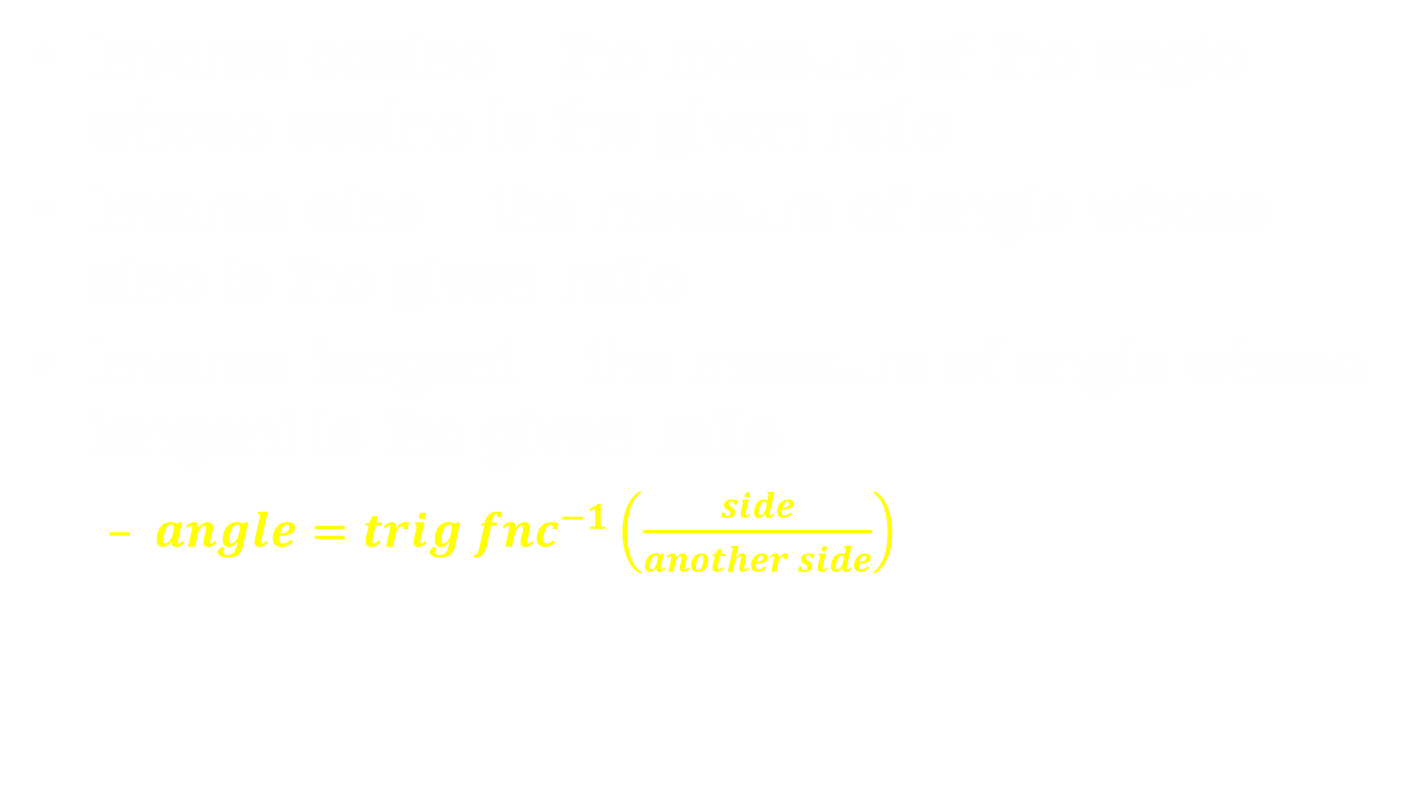 – angle = trig fnc⁻¹ (side / another side)